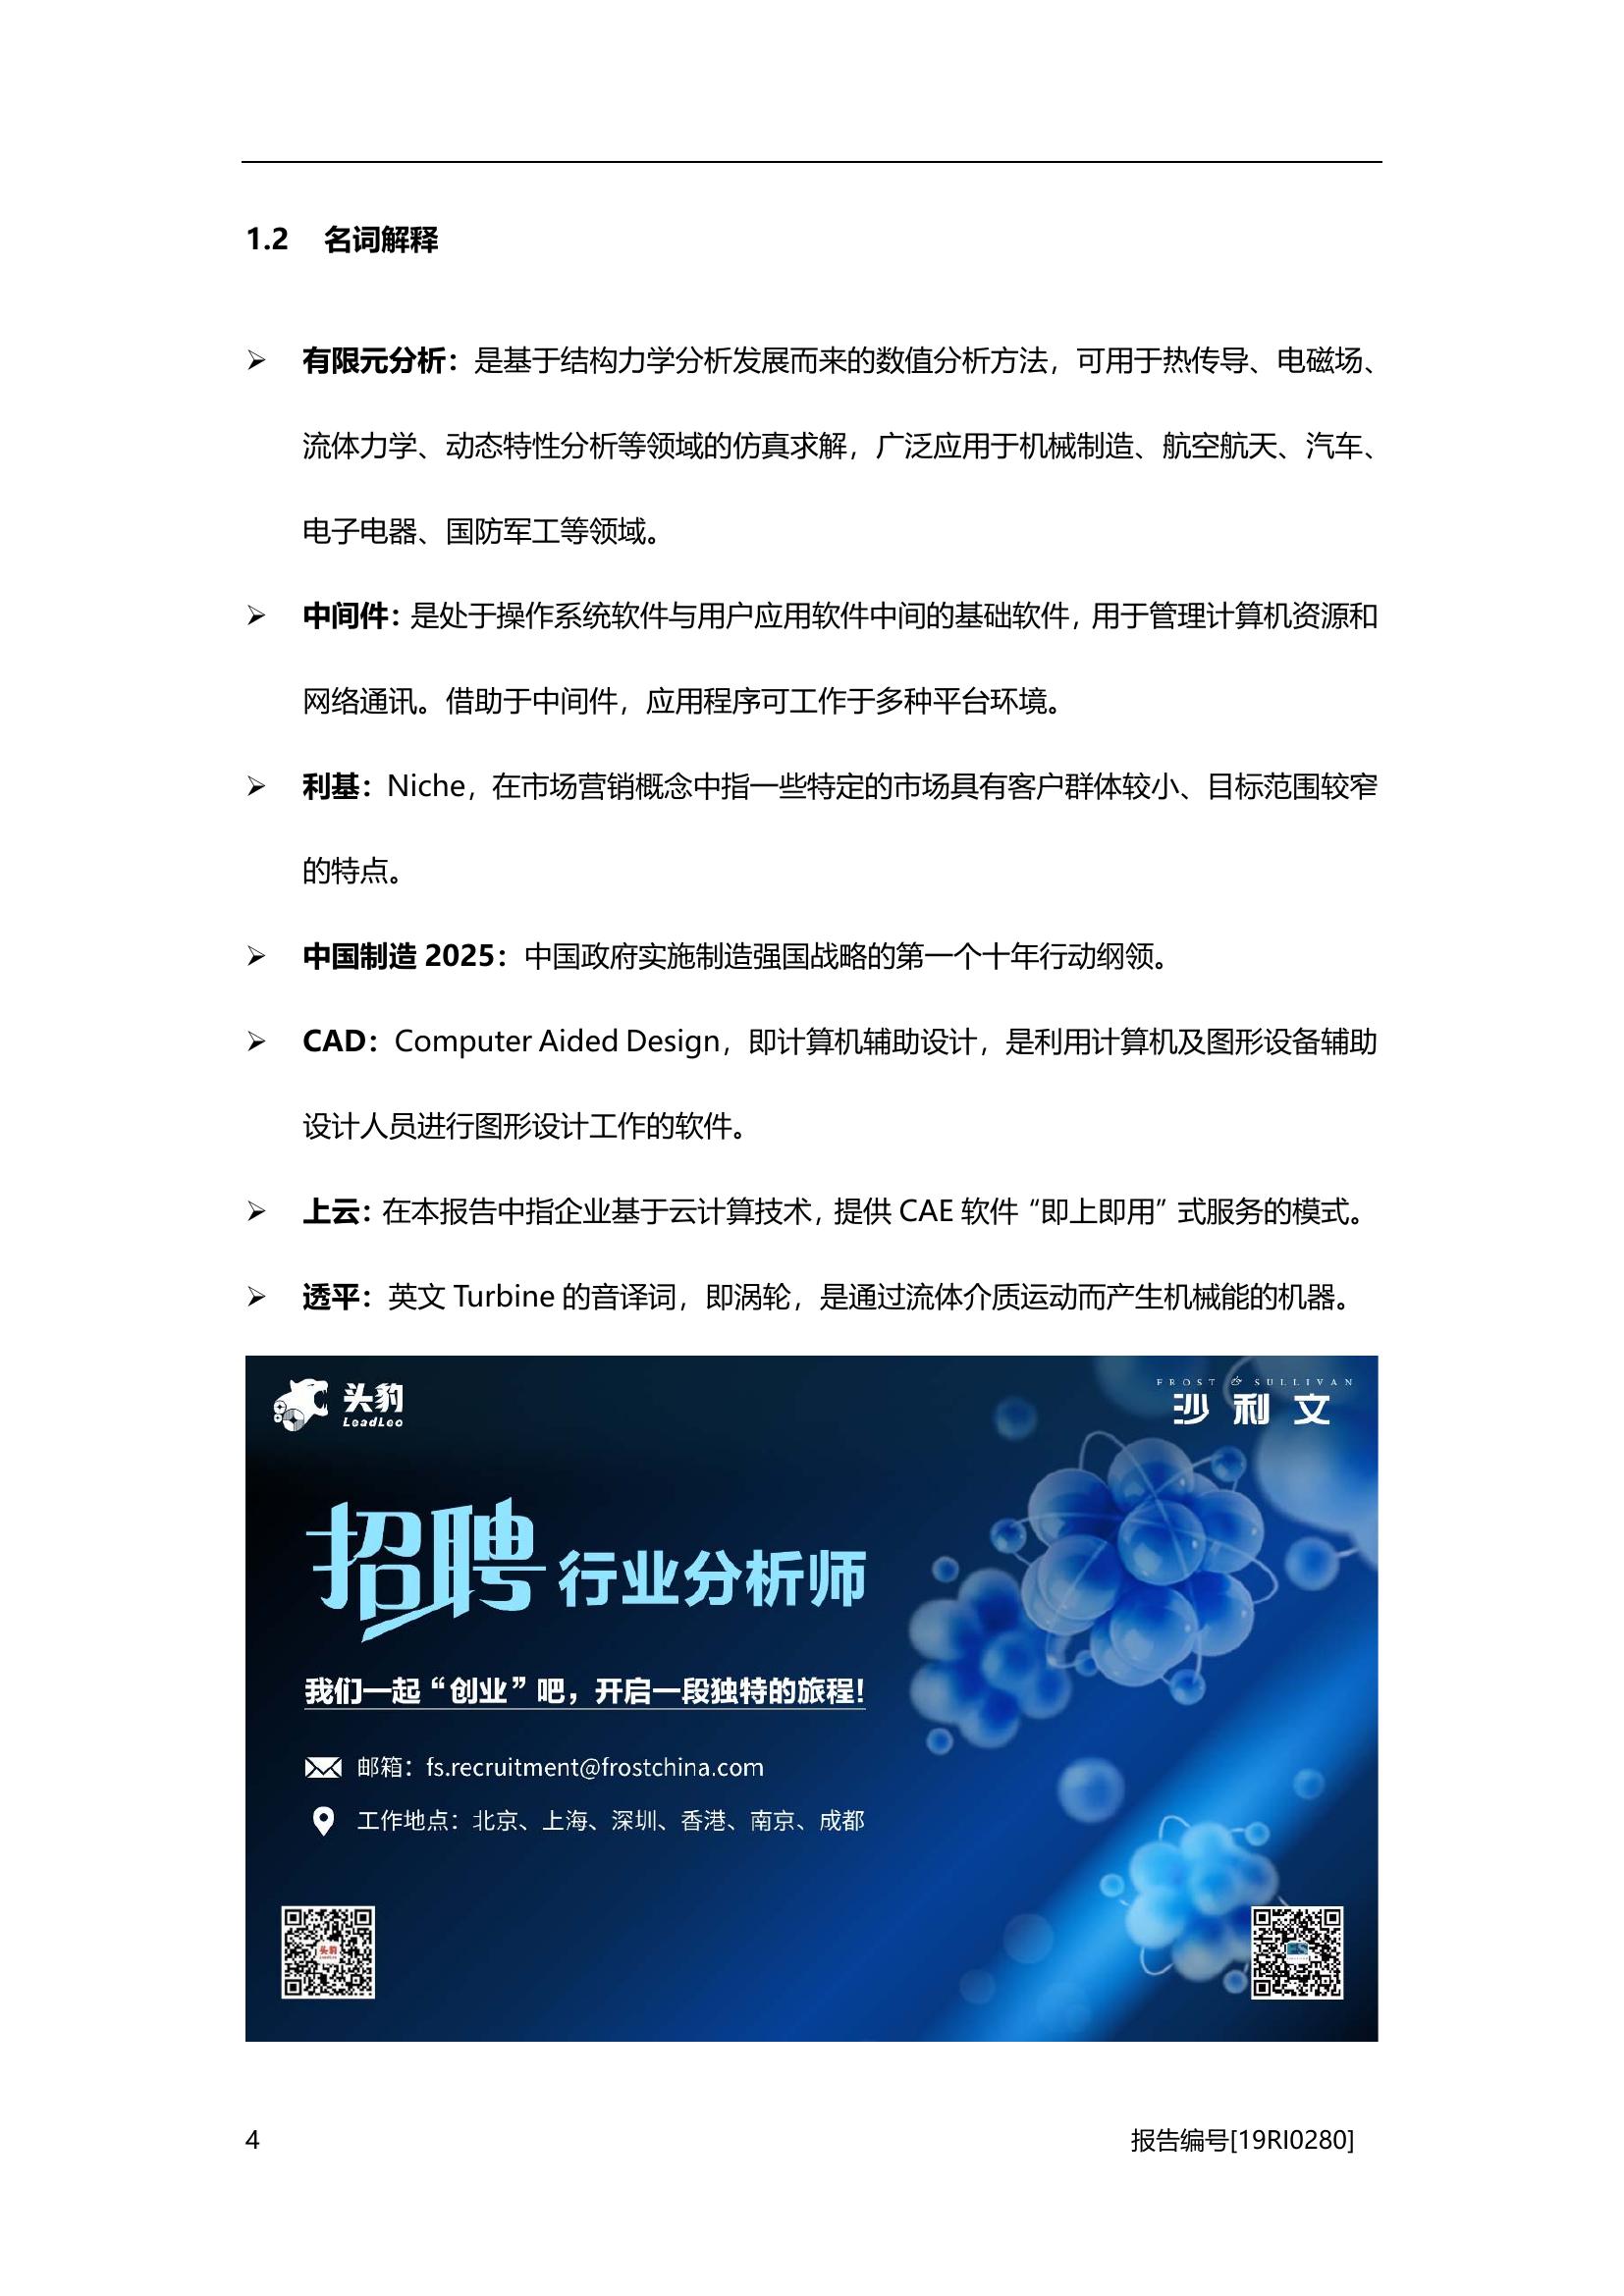 1.2 名词解释
➢ 有限元分析：是基于结构力学分析发展而来的数值分析方法，可用于热传导、电磁场、
流体力学、动态特性分析等领域的仿真求解，广泛应用于机械制造、航空航天、汽车、
电子电器、国防军工等领域。
➢ 中间件：是处于操作系统软件与用户应用软件中间的基础软件，用于管理计算机资源和
网络通讯。借助于中间件，应用程序可工作于多种平台环境。
➢ 利基：Niche，在市场营销概念中指一些特定的市场具有客户群体较小、目标范围较窄
的特点。
➢ 中国制造 2025：中国政府实施制造强国战略的第一个十年行动纲领。
➢ CAD：Computer Aided Design，即计算机辅助设计，是利用计算机及图形设备辅助
设计人员进行图形设计工作的软件。
➢ 上云：在本报告中指企业基于云计算技术，提供 CAE 软件“即上即用”式服务的模式。
➢ 透平：英文 Turbine 的音译词，即涡轮，是通过流体介质运动而产生机械能的机器。
头豹
LeadLeo
FROST & SULLIVAN
沙利文
招聘行业分析师
我们一起“创业”吧，开启一段独特的旅程！
邮箱：fs.recruitment@frostchina.com
工作地点：北京、上海、深圳、香港、南京、成都
头豹
4 报告编号[19RI0280]